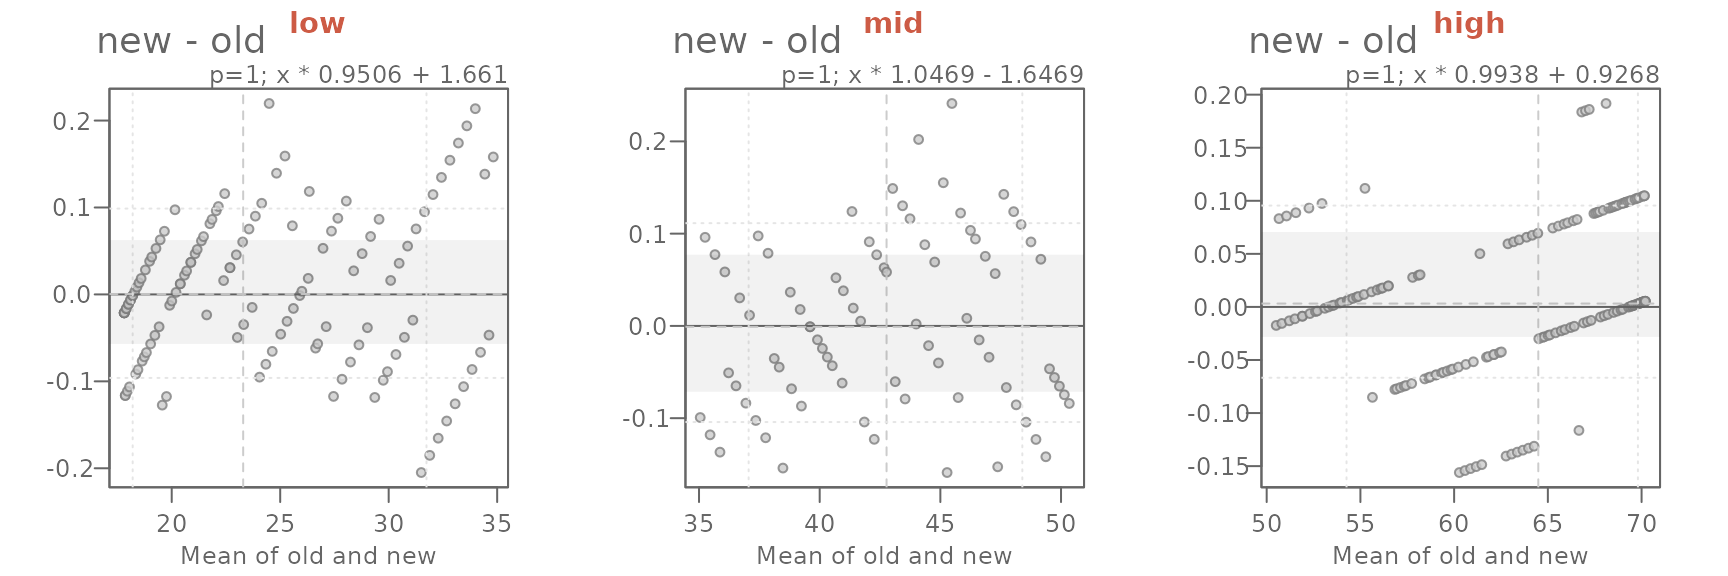 low
new - old
p=1; x * 0.9506 + 1.661
0.2
0.1
0.0
-0.1
-0.2
20 25 30 35
Mean of old and new
mid
new - old
p=1; x * 1.0469 - 1.6469
0.2
0.1
0.0
-0.1
35 40 45 50
Mean of old and new
high
new - old
p=1; x * 0.9938 + 0.9268
0.20
0.15
0.10
0.05
0.00
-0.05
-0.10
-0.15
50 55 60 65 70
Mean of old and new